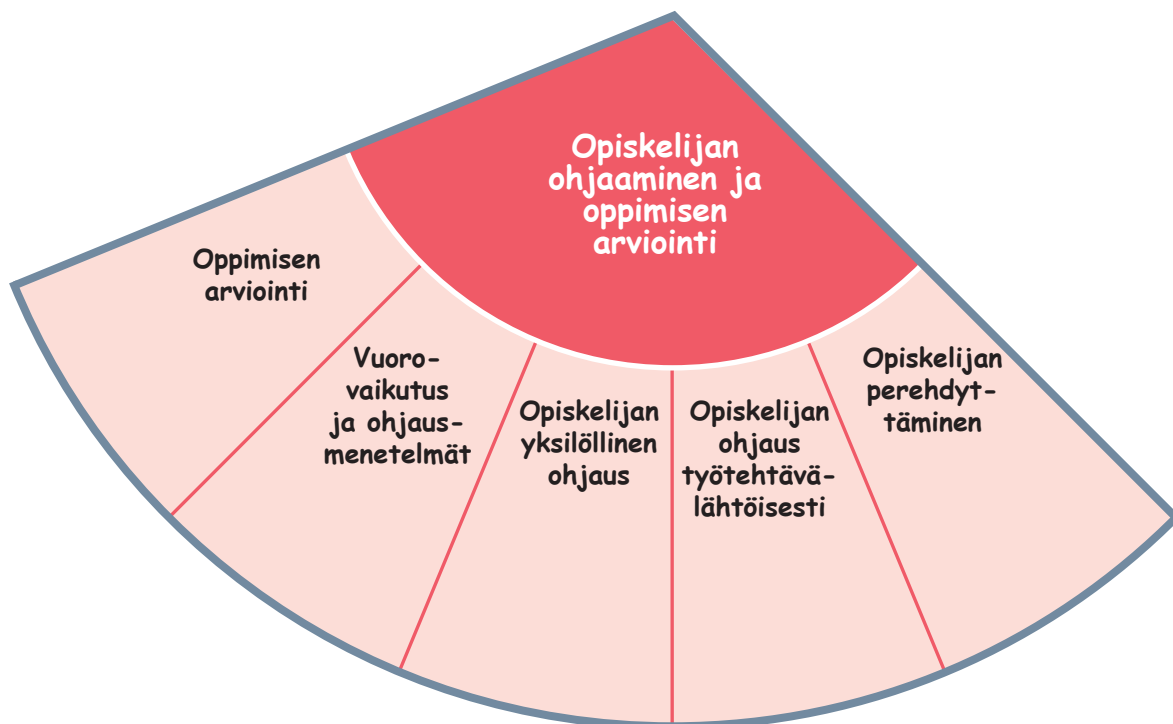 Opiskelijan
ohjaaminen ja
oppimisen
arviointi
Oppimisen
arviointi
Vuoro-
vaikutus
ja ohjaus-
menetelmät
Opiskelijan
yksilöllinen
ohjaus
Opiskelijan
ohjaus
työtehtävä-
lähtöisesti
Opiskelijan
perehdyt-
täminen